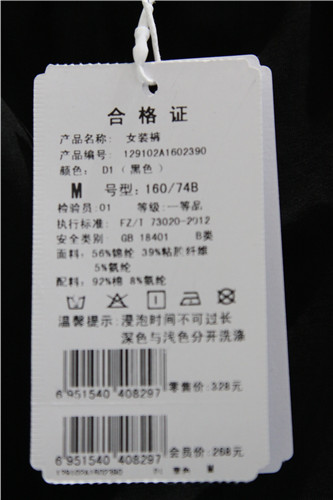 合格证
产品名称: 女装裤
产品编号: 129102A1602390
颜色: D1(黑色)
M 号型:160/74B
检验员:01 等级:一等品
执行标准: FZ/T 73020-2012
安全类别: GB 18401 B类
面料: 56%锦纶 39%粘胶纤维
5%氨纶
配料: 92%棉 8%氨纶
温馨提示:浸泡时间不可过长
深色与浅色分开洗涤
6 951540 408297
零售价:328元
6 951540 408297
会员价:268元
129102A1602390